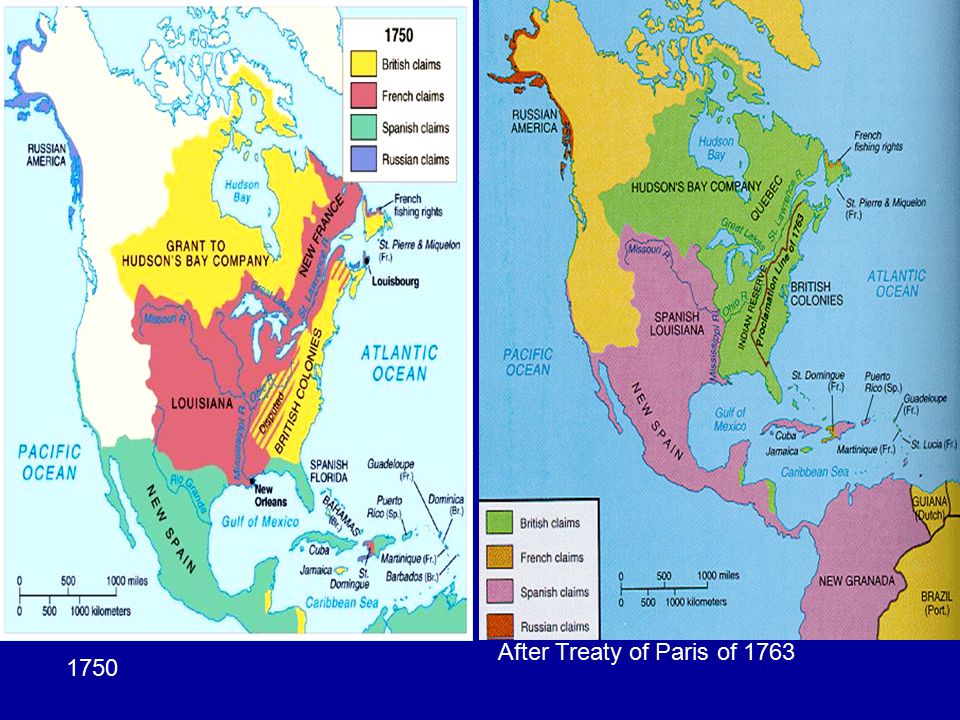 1750
British claims
French claims
Spanish claims
Russian claims
RUSSIAN
AMERICA
Hudson
Bay
GRANT TO
HUDSON'S BAY COMPANY
NEW FRANCE
French
fishing rights
St. Pierre & Miquelon
(Fr.)
Louisbourg
St. Lawrence R.
Great Lakes
Missouri R.
Ohio R.
LOUISIANA
Mississippi R.
Disputed
BRITISH COLONIES
ATLANTIC
OCEAN
PACIFIC
OCEAN
Rio Grande
NEW SPAIN
New
Orleans
SPANISH
FLORIDA
Gulf of Mexico
BAHAMAS
(Br.)
Guadeloupe
(Fr.)
Puerto
Rico (Sp.)
Dominica
(Br.)
Cuba
Jamaica
(Br.)
St.
Domingue
(Fr.)
Martinique (Fr.)
Barbados (Br.)
Caribbean Sea
0 500 1000 miles
0 500 1000 kilometers
1750
RUSSIAN
AMERICA
Hudson
Bay
HUDSON'S BAY COMPANY
QUEBEC
French
fishing rights
St. Pierre & Miquelon
(Fr.)
St. Lawrence R.
Great Lakes
Missouri R.
Ohio R.
INDIAN RESERVE
Proclamation Line of 1763
BRITISH
COLONIES
ATLANTIC
OCEAN
SPANISH
LOUISIANA
Mississippi R.
PACIFIC
OCEAN
NEW SPAIN
Gulf of
Mexico
St. Domingue
(Fr.)
Puerto
Rico (Sp.)
Guadeloupe
(Fr.)
Cuba
Jamaica
(Br.)
Martinique (Fr.)
St. Lucia (Fr.)
Caribbean Sea
GUIANA
(Dutch)
NEW GRANADA
BRAZIL
(Port.)
British claims
French claims
Spanish claims
Russian claims
0 500 1000 miles
0 500 1000 kilometers
After Treaty of Paris of 1763